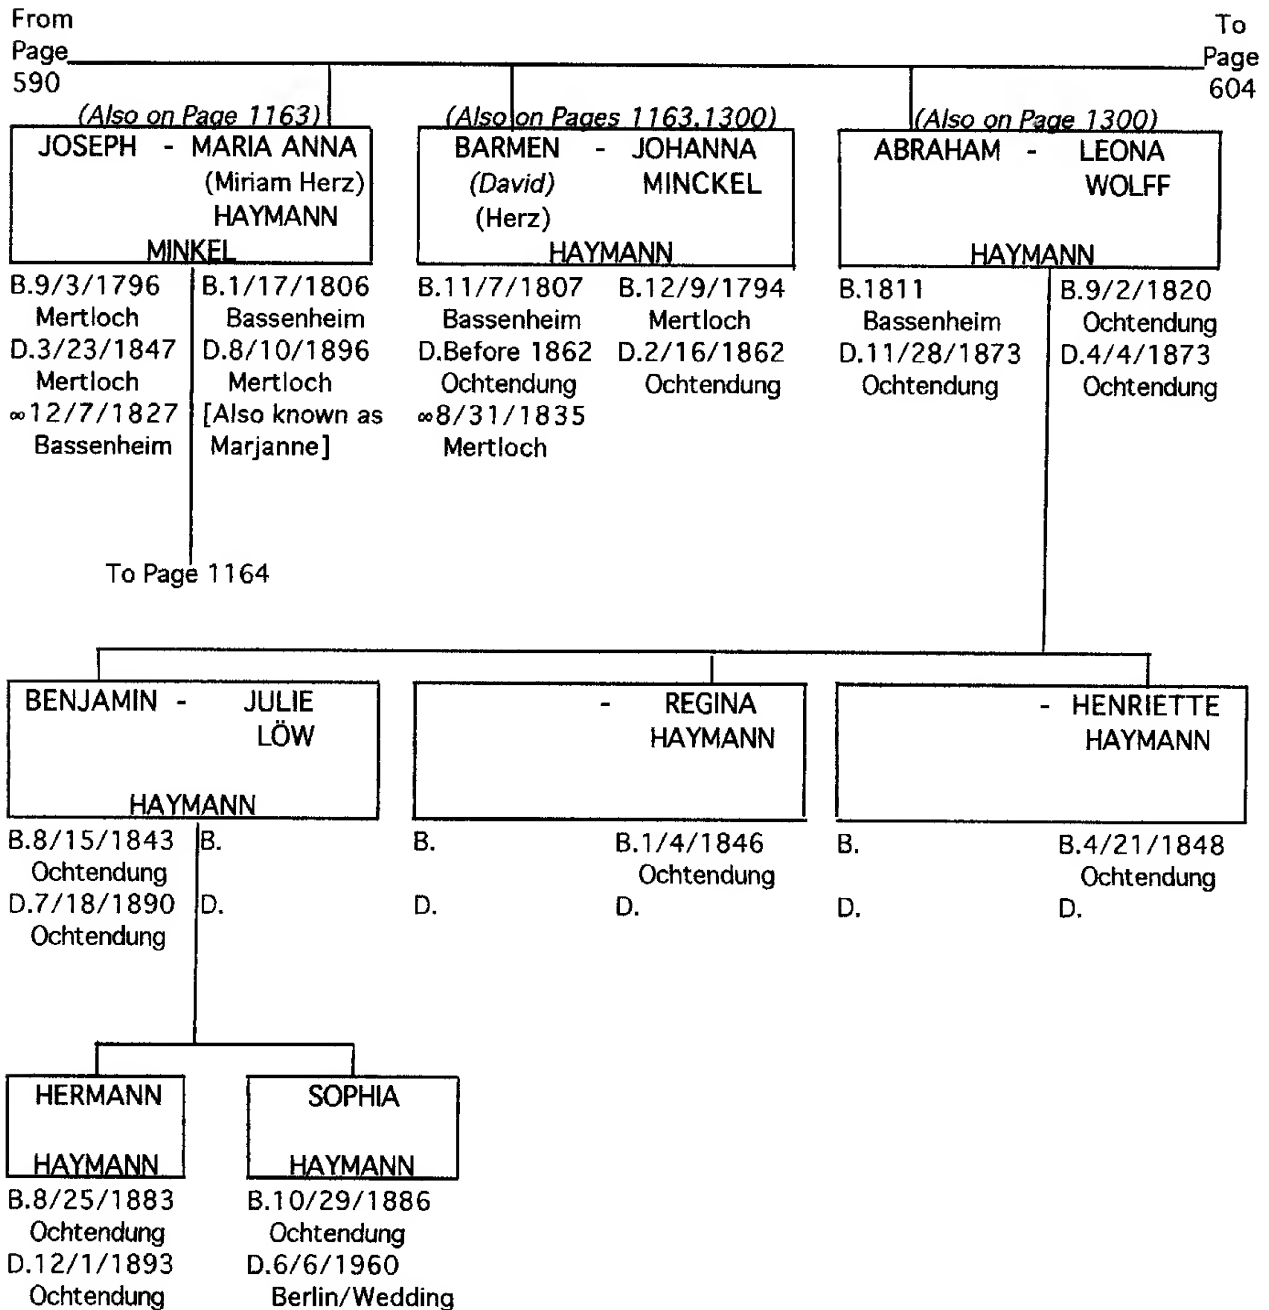 From
Page
590
To
Page
604
(Also on Page 1163)
JOSEPH - MARIA ANNA
(Miriam Herz)
HAYMANN
MINKEL
B.9/3/1796 B.1/17/1806
Mertloch Bassenheim
D.3/23/1847 D.8/10/1896
Mertloch Mertloch
∞12/7/1827 [Also known as
Bassenheim Marjanne]
To Page 1164
(Also on Pages 1163,1300)
BARMEN - JOHANNA
(David) MINCKEL
(Herz)
HAYMANN
B.11/7/1807 B.12/9/1794
Bassenheim Mertloch
D.Before 1862 D.2/16/1862
Ochtendung Ochtendung
∞8/31/1835
Mertloch
(Also on Page 1300)
ABRAHAM - LEONA
WOLFF
HAYMANN
B.1811 B.9/2/1820
Bassenheim Ochtendung
D.11/28/1873 D.4/4/1873
Ochtendung Ochtendung
BENJAMIN - JULIE
LÖW
HAYMANN
B.8/15/1843 B.
Ochtendung
D.7/18/1890 D.
Ochtendung
- REGINA
HAYMANN
B. B.1/4/1846
Ochtendung
D. D.
- HENRIETTE
HAYMANN
B. B.4/21/1848
Ochtendung
D. D.
HERMANN
HAYMANN
B.8/25/1883
Ochtendung
D.12/1/1893
Ochtendung
SOPHIA
HAYMANN
B.10/29/1886
Ochtendung
D.6/6/1960
Berlin/Wedding